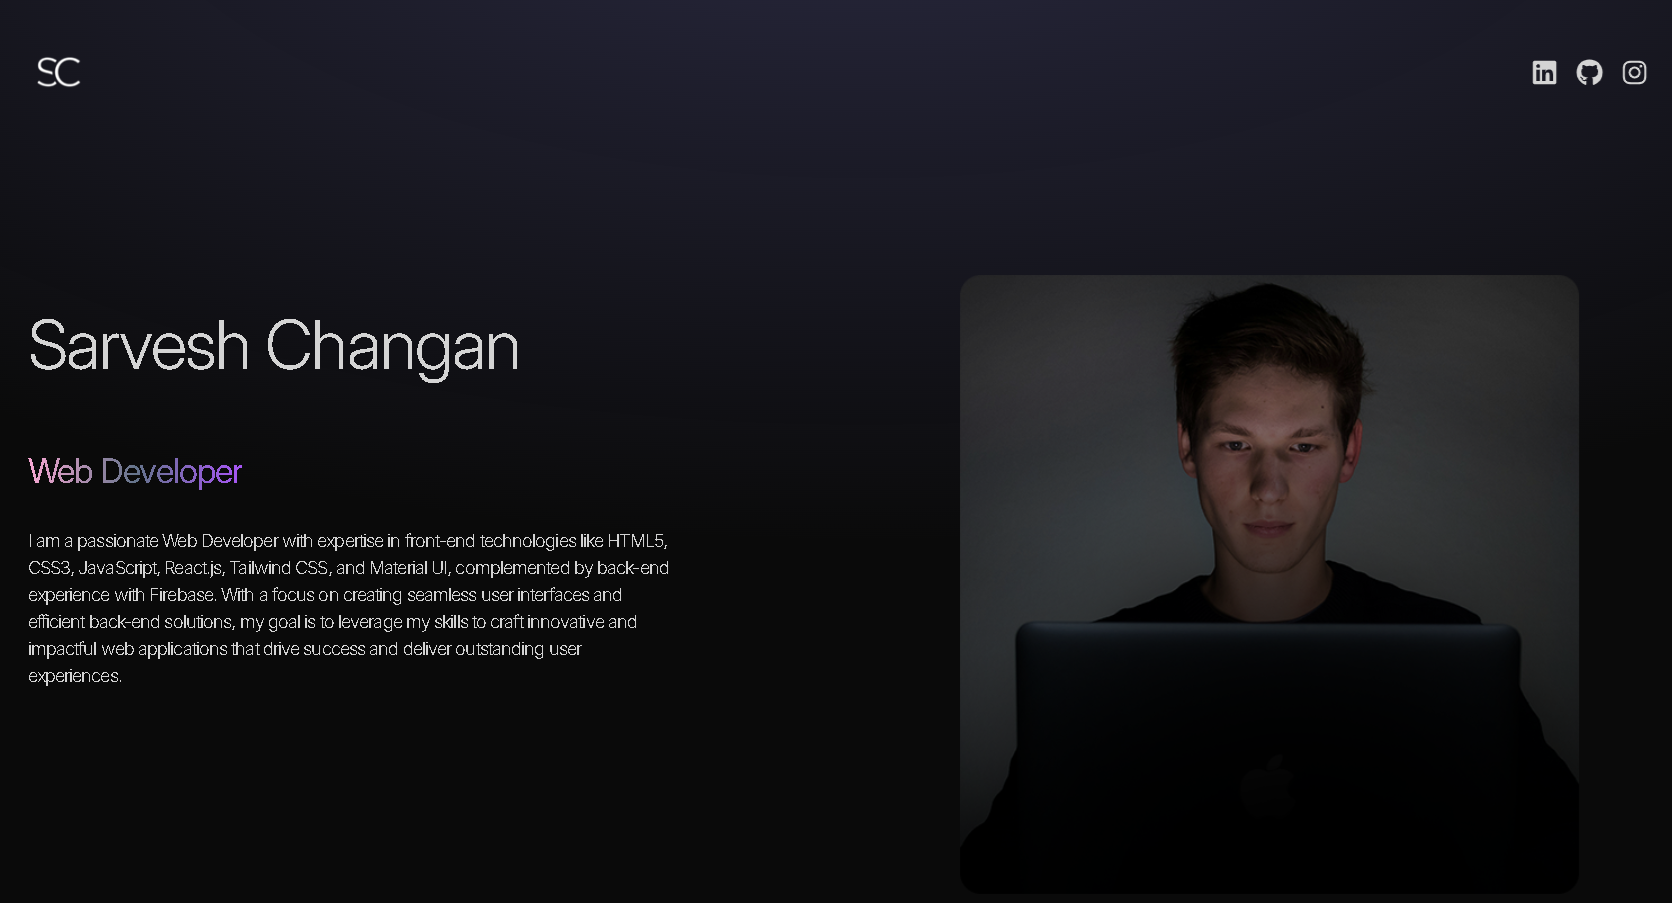 SC
Sarvesh Changan
Web Developer
I am a passionate Web Developer with expertise in front-end technologies like HTML5,
CSS3, JavaScript, React.js, Tailwind CSS, and Material UI, complemented by back-end
experience with Firebase. With a focus on creating seamless user interfaces and
efficient back-end solutions, my goal is to leverage my skills to craft innovative and
impactful web applications that drive success and deliver outstanding user
experiences.